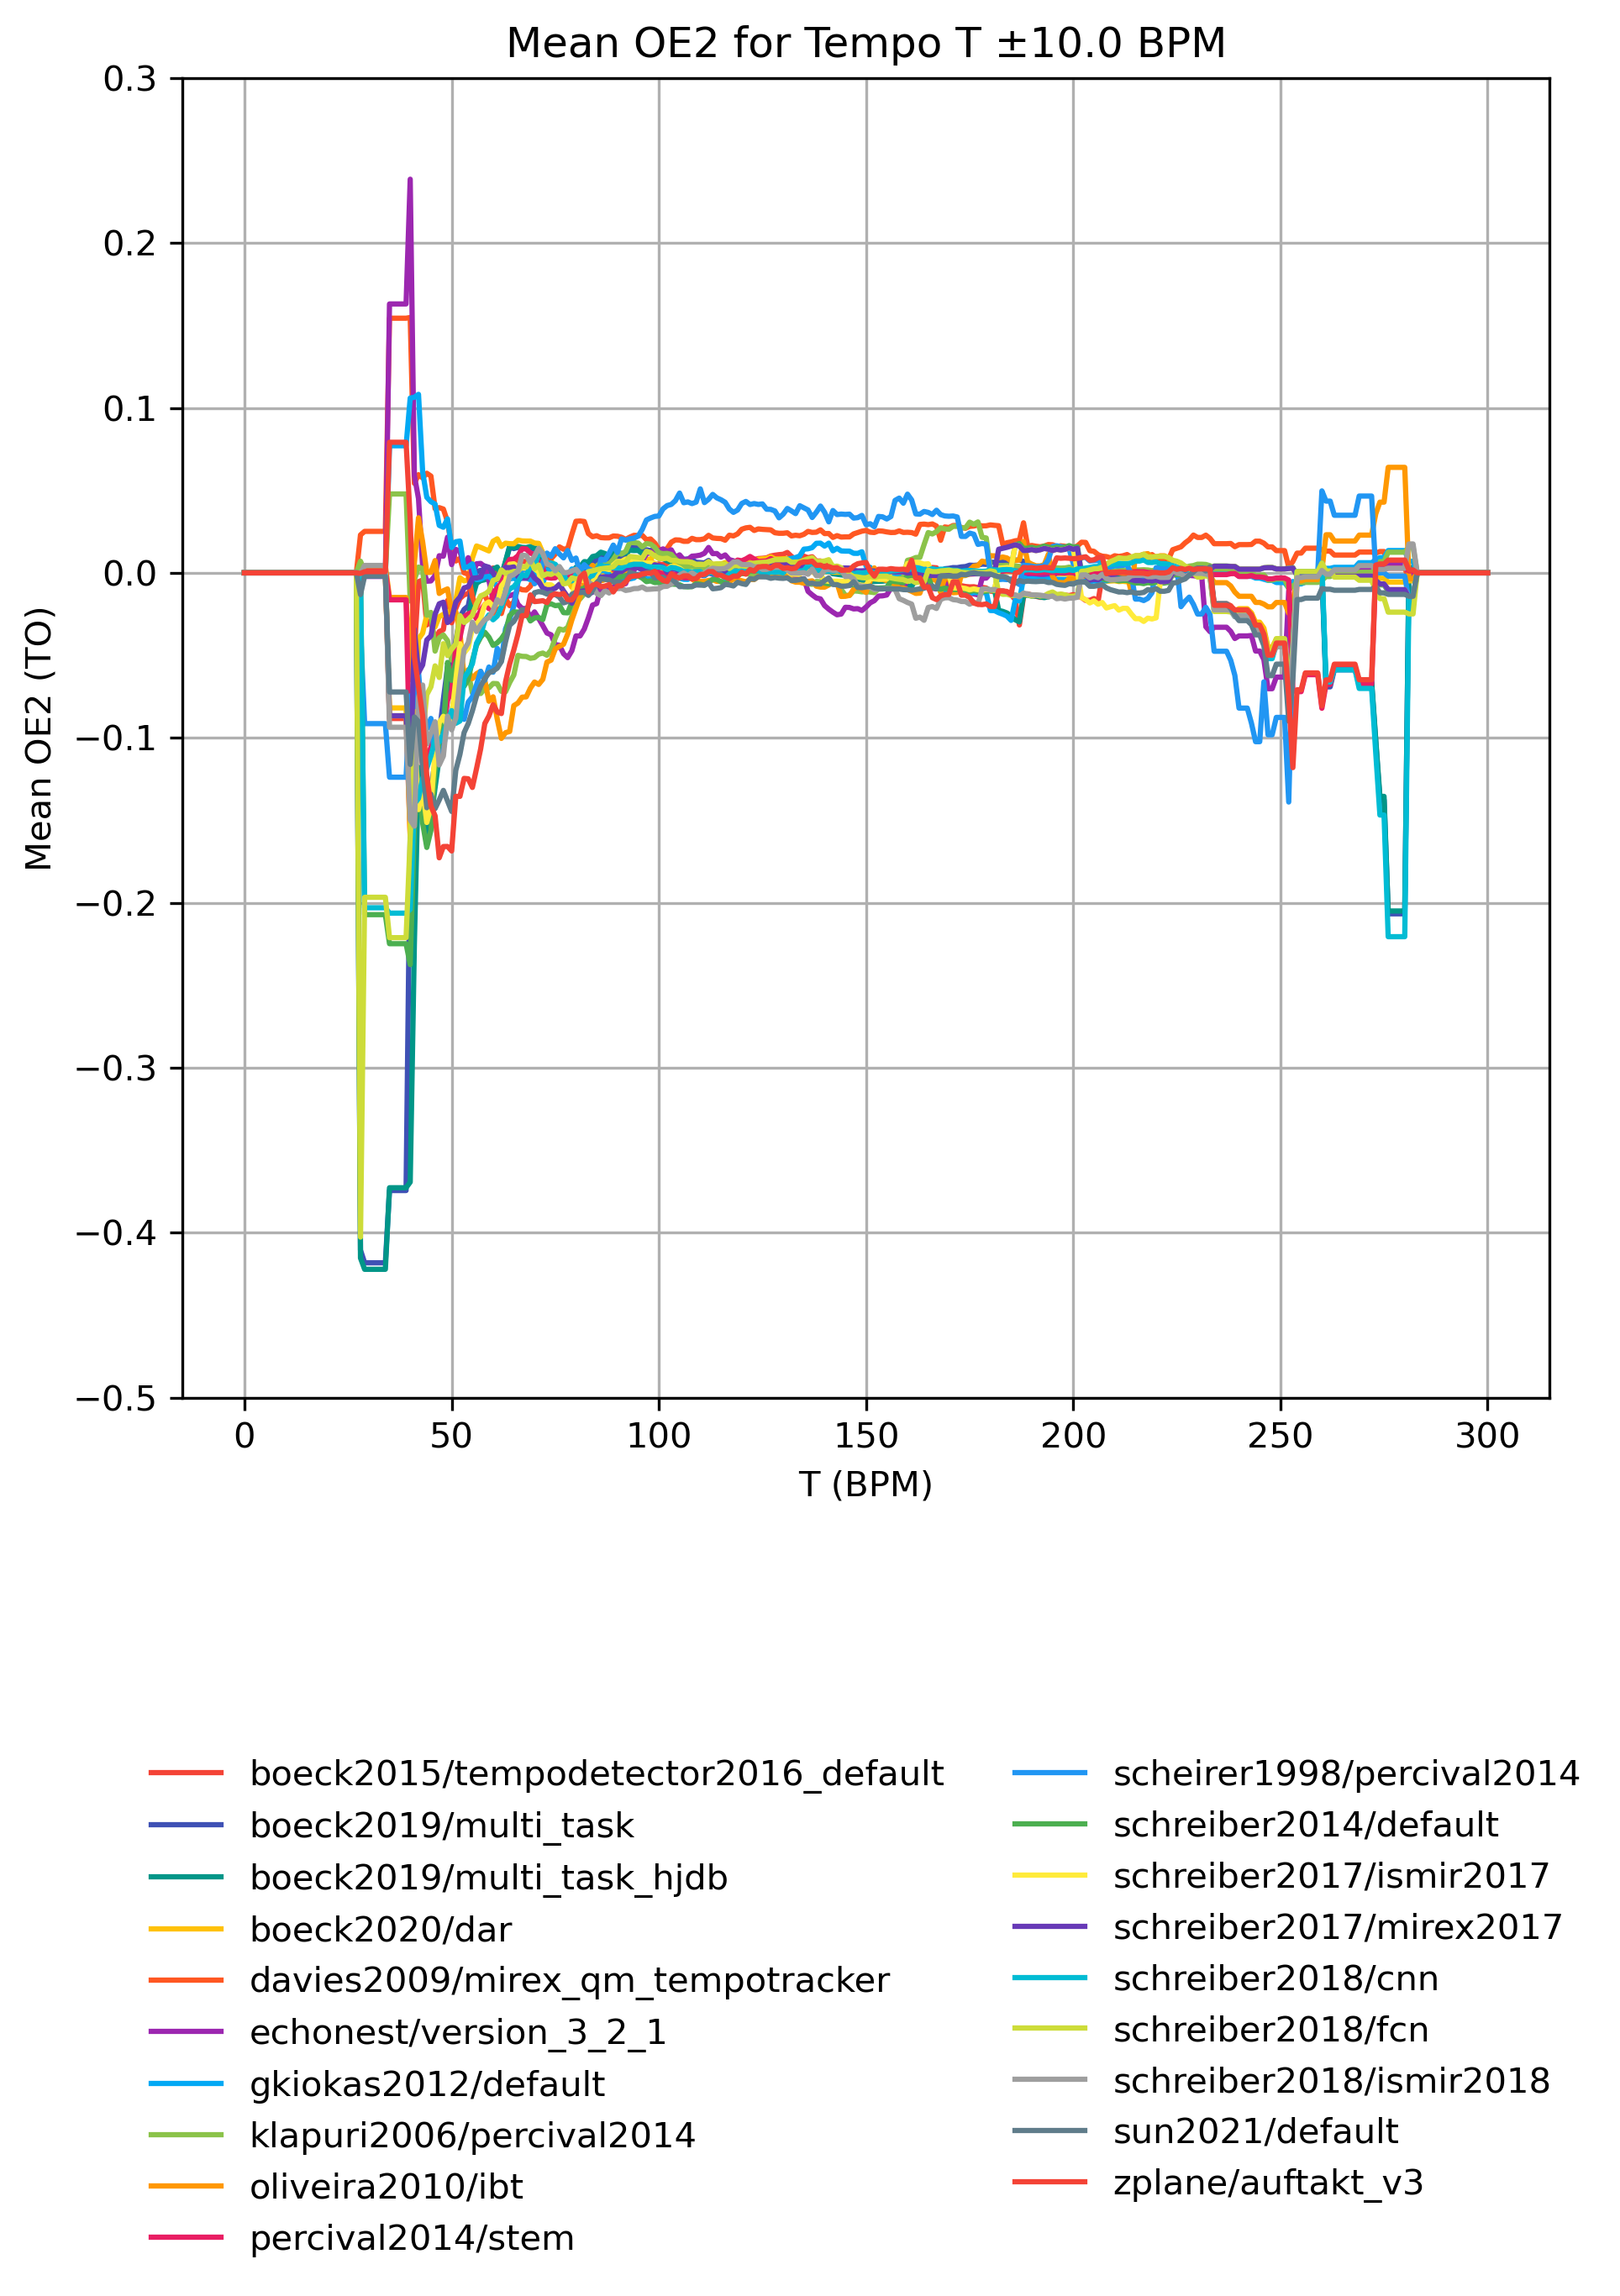 Mean OE2 for Tempo T ±10.0 BPM
0.3
0.2
0.1
0.0
−0.1
−0.2
−0.3
−0.4
−0.5
Mean OE2 (TO)
0 50 100 150 200 250 300
T (BPM)
boeck2015/tempodetector2016_default
boeck2019/multi_task
boeck2019/multi_task_hjdb
boeck2020/dar
davies2009/mirex_qm_tempotracker
echonest/version_3_2_1
gkiokas2012/default
klapuri2006/percival2014
oliveira2010/ibt
percival2014/stem
scheirer1998/percival2014
schreiber2014/default
schreiber2017/ismir2017
schreiber2017/mirex2017
schreiber2018/cnn
schreiber2018/fcn
schreiber2018/ismir2018
sun2021/default
zplane/auftakt_v3